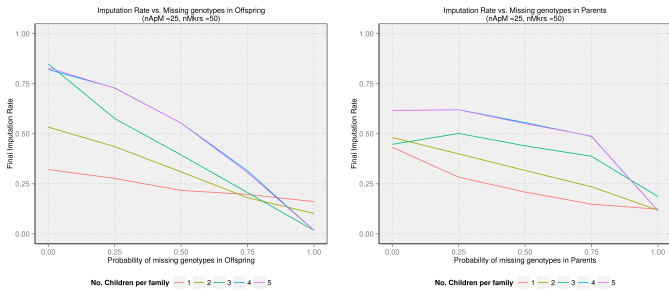 Imputation Rate vs. Missing genotypes in Offspring
(nApM =25, nMkrs =50)
Final Imputation Rate
1.00
0.75
0.50
0.25
0.00
0.00 0.25 0.50 0.75 1.00
Probability of missing genotypes in Offspring
No. Children per family 1 2 3 4 5
Imputation Rate vs. Missing genotypes in Parents
(nApM =25, nMkrs =50)
Final Imputation Rate
1.00
0.75
0.50
0.25
0.00
0.00 0.25 0.50 0.75 1.00
Probability of missing genotypes in Parents
No. Children per family 1 2 3 4 5